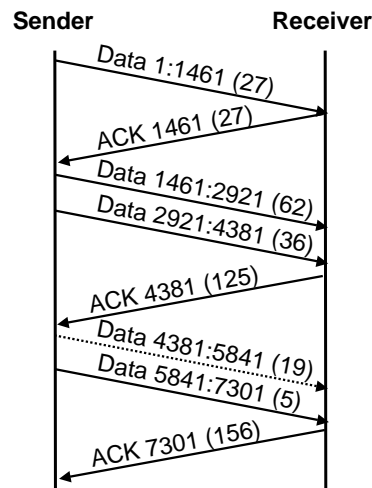 Sender Receiver
Data 1:1461 (27)
ACK 1461 (27)
Data 1461:2921 (62)
Data 2921:4381 (36)
ACK 4381 (125)
Data 4381:5841 (19)
Data 5841:7301 (5)
ACK 7301 (156)